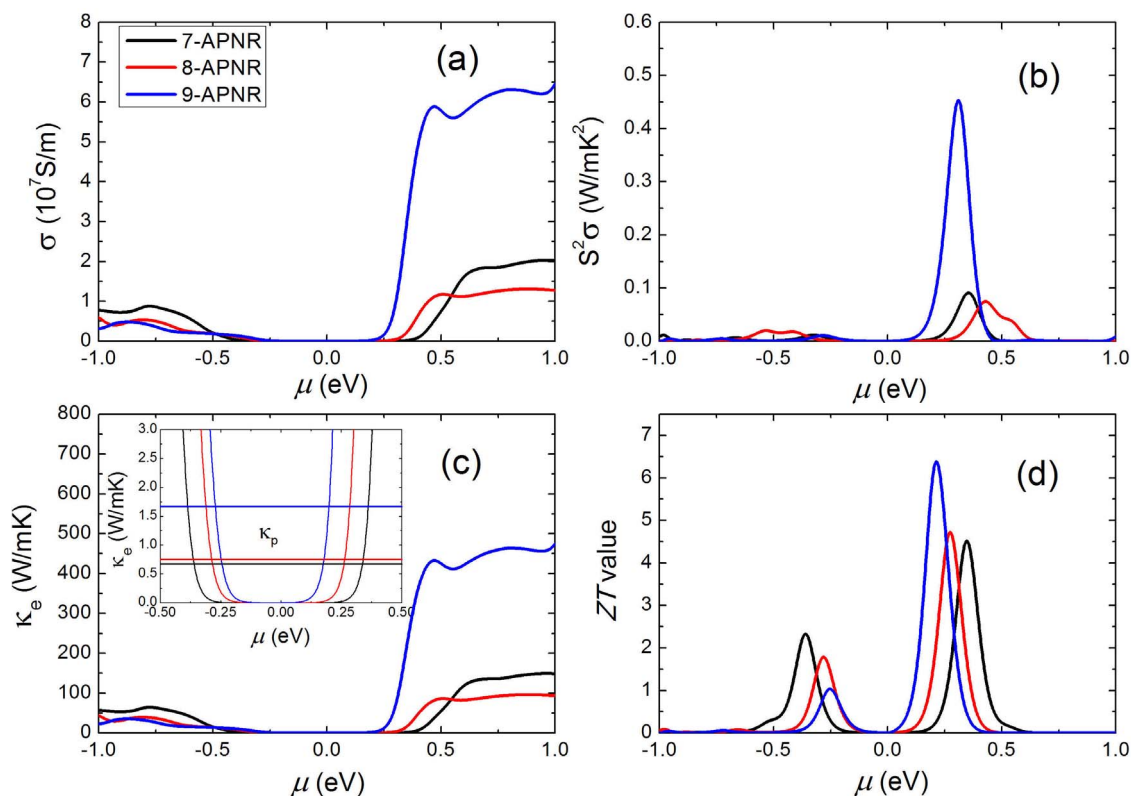 (a)
7-APNR
8-APNR
9-APNR
σ (10⁷S/m)
8
7
6
5
4
3
2
1
0
-1.0 -0.5 0.0 0.5 1.0
μ (eV)
(b)
S²σ (W/mK²)
0.6
0.5
0.4
0.3
0.2
0.1
0.0
-1.0 -0.5 0.0 0.5 1.0
μ (eV)
(c)
κₑ (W/mK)
800
700
600
500
400
300
200
100
0
-1.0 -0.5 0.0 0.5 1.0
μ (eV)
κₑ (W/mK)
3.0
2.5
2.0
1.5
1.0
0.5
0.0
κₚ
-0.50 -0.25 0.00 0.25 0.50
μ (eV)
(d)
ZT value
7
6
5
4
3
2
1
0
-1.0 -0.5 0.0 0.5 1.0
μ (eV)